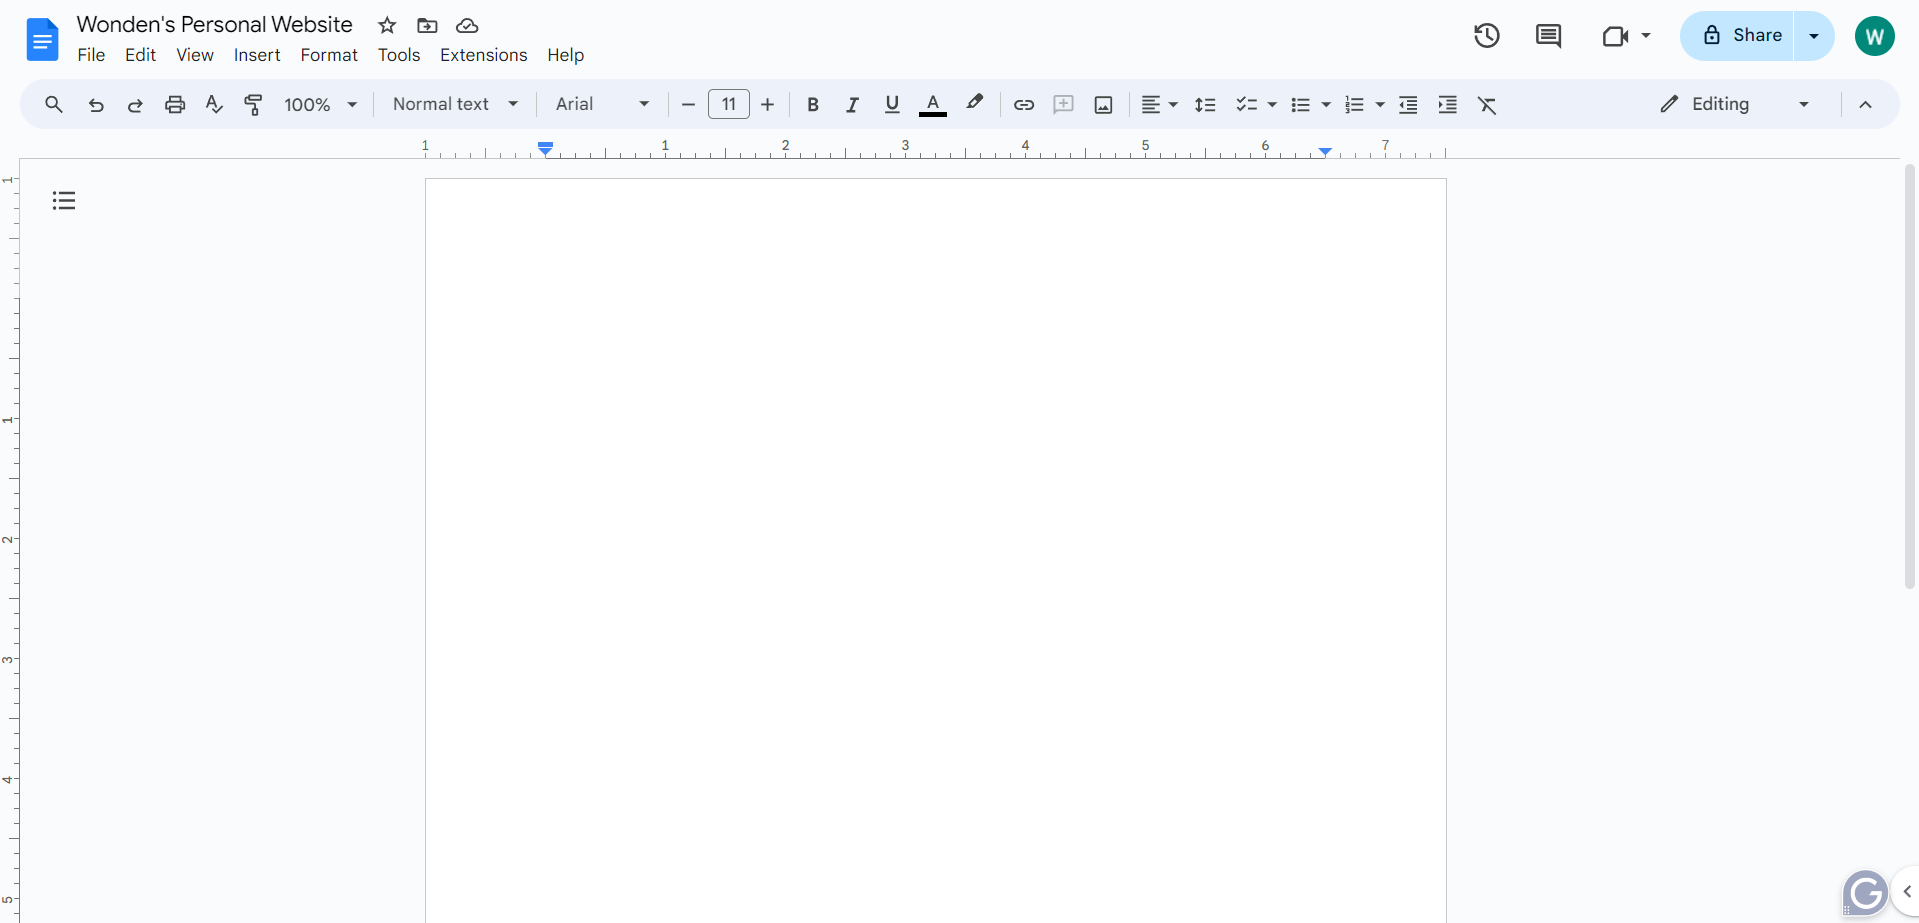 Wonden's Personal Website
File Edit View Insert Format Tools Extensions Help
Share
W
100% Normal text Arial 11 B I U A Editing
1 1 2 3 4 5 6 7
1
1
2
3
4
5
G